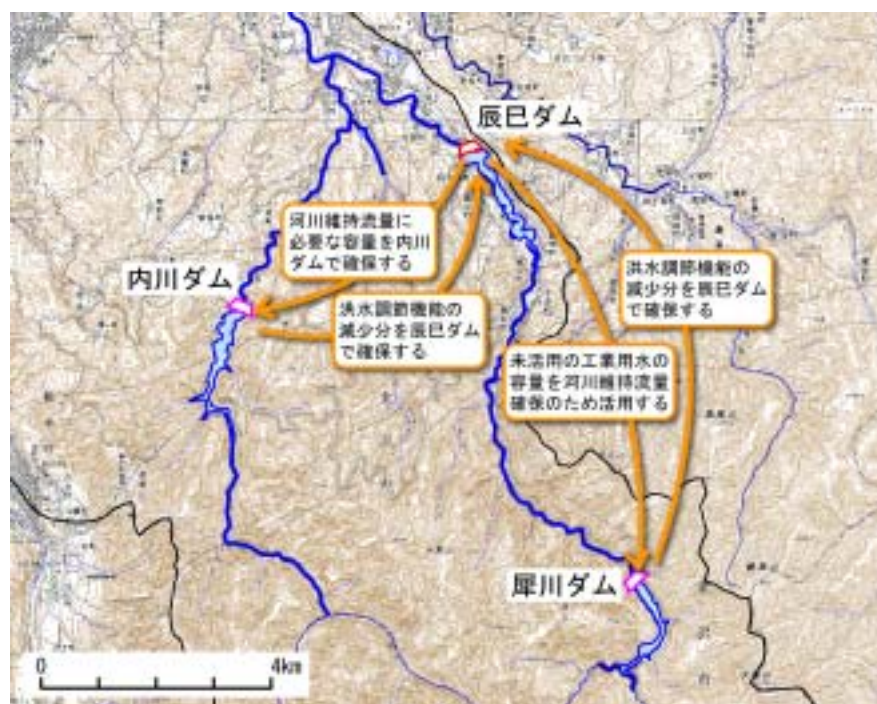 辰巳ダム
河川維持流量に
必要な容量を内川
ダムで確保する
洪水調節機能の
減少分を辰巳ダム
で確保する
内川ダム
洪水調節機能の
減少分を辰巳ダム
で確保する
未活用の工業用水の
容量を河川維持流量
確保のため活用する
犀川ダム
0
4km